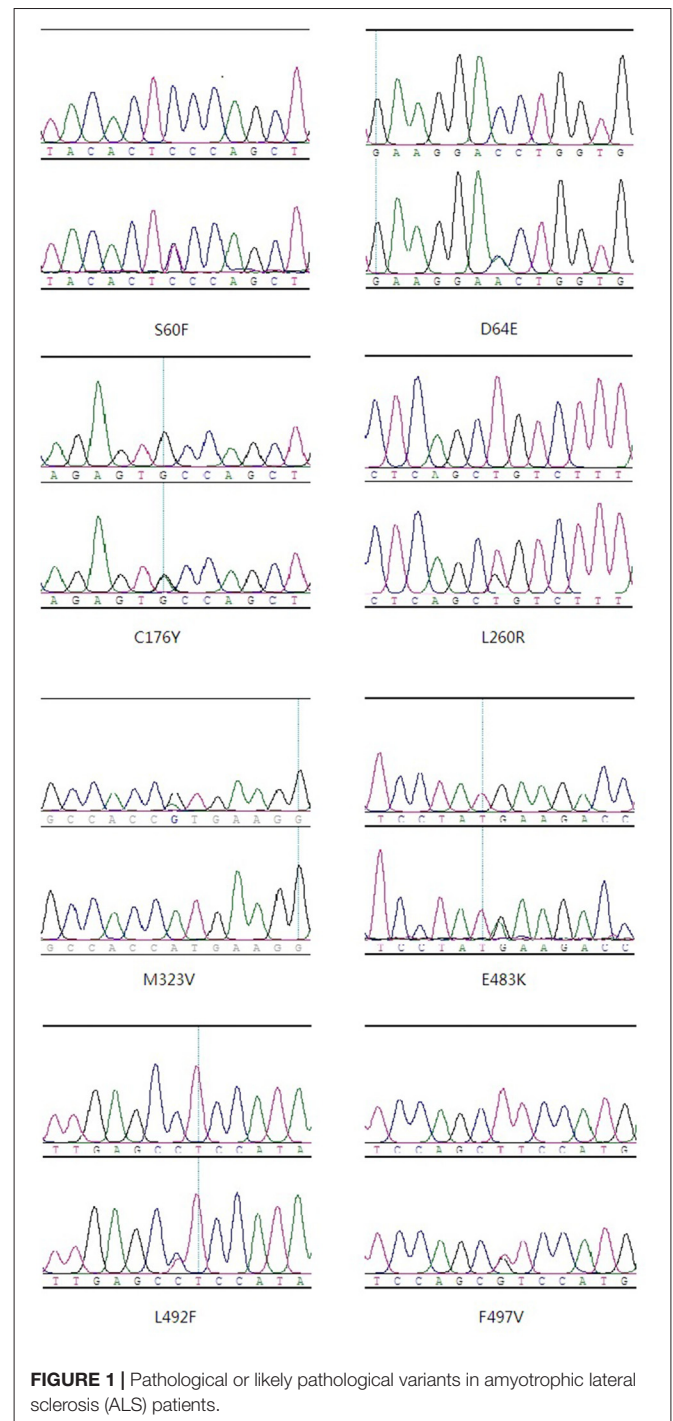 T A C A C T C C C A G C T
G A A G G A C C T G G T G
T A C A C T C C C A G C T
G A A G G A A C T G G T G
S60F
D64E
A G A G T G C C A G C T
C T C A G C T G T C T T T
A G A G T G C C A G C T
C T C A G C T G T C T T T
C176Y
L260R
G C C A C C G T G A A G G
T C C T A T G A A G A C C
G C C A C C A T G A A G G
T C C T A T G A A G A C C
M323V
E483K
T T G A G C C T C C A T A
T C C A G C T T C C A T G
T T G A G C C T C C A T A
T C C A G C G T C C A T G
L492F
F497V
FIGURE 1 | Pathological or likely pathological variants in amyotrophic lateral
sclerosis (ALS) patients.